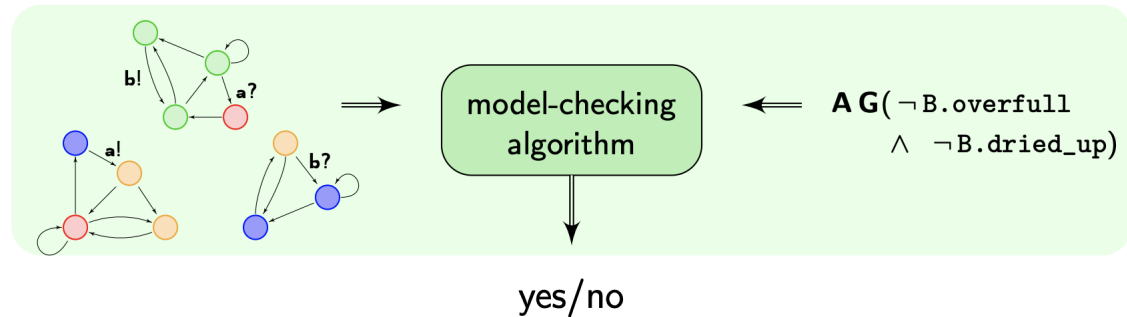 b!
a?
a!
b?
model-checking
algorithm
A G(¬B.overfull
∧ ¬B.dried_up)
yes/no